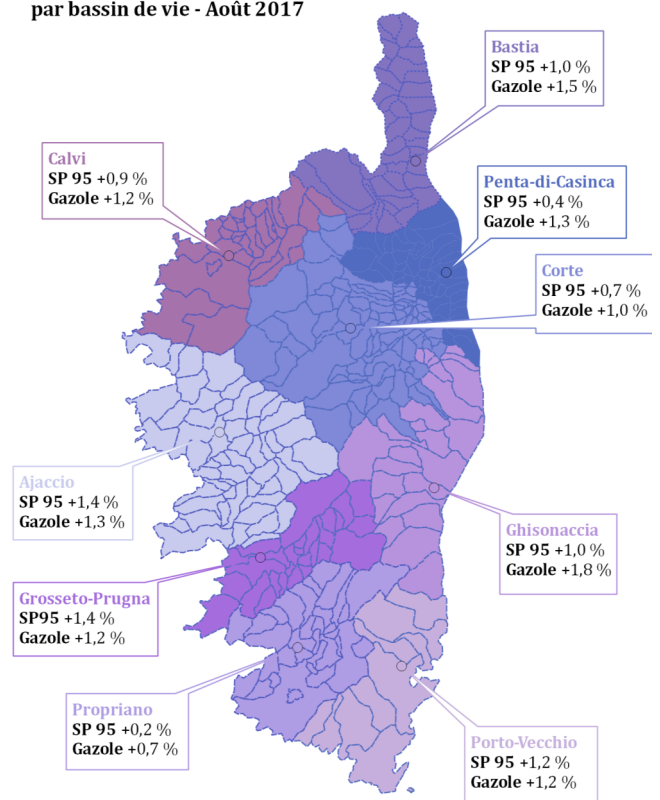 par bassin de vie - Août 2017
Bastia
SP 95 +1,0 %
Gazole +1,5 %
Calvi
SP 95 +0,9 %
Gazole +1,2 %
Penta-di-Casinca
SP 95 +0,4 %
Gazole +1,3 %
Corte
SP 95 +0,7 %
Gazole +1,0 %
Ajaccio
SP 95 +1,4 %
Gazole +1,3 %
Ghisonaccia
SP 95 +1,0 %
Gazole +1,8 %
Grosseto-Prugna
SP95 +1,4 %
Gazole +1,2 %
Propriano
SP 95 +0,2 %
Gazole +0,7 %
Porto-Vecchio
SP 95 +1,2 %
Gazole +1,2 %